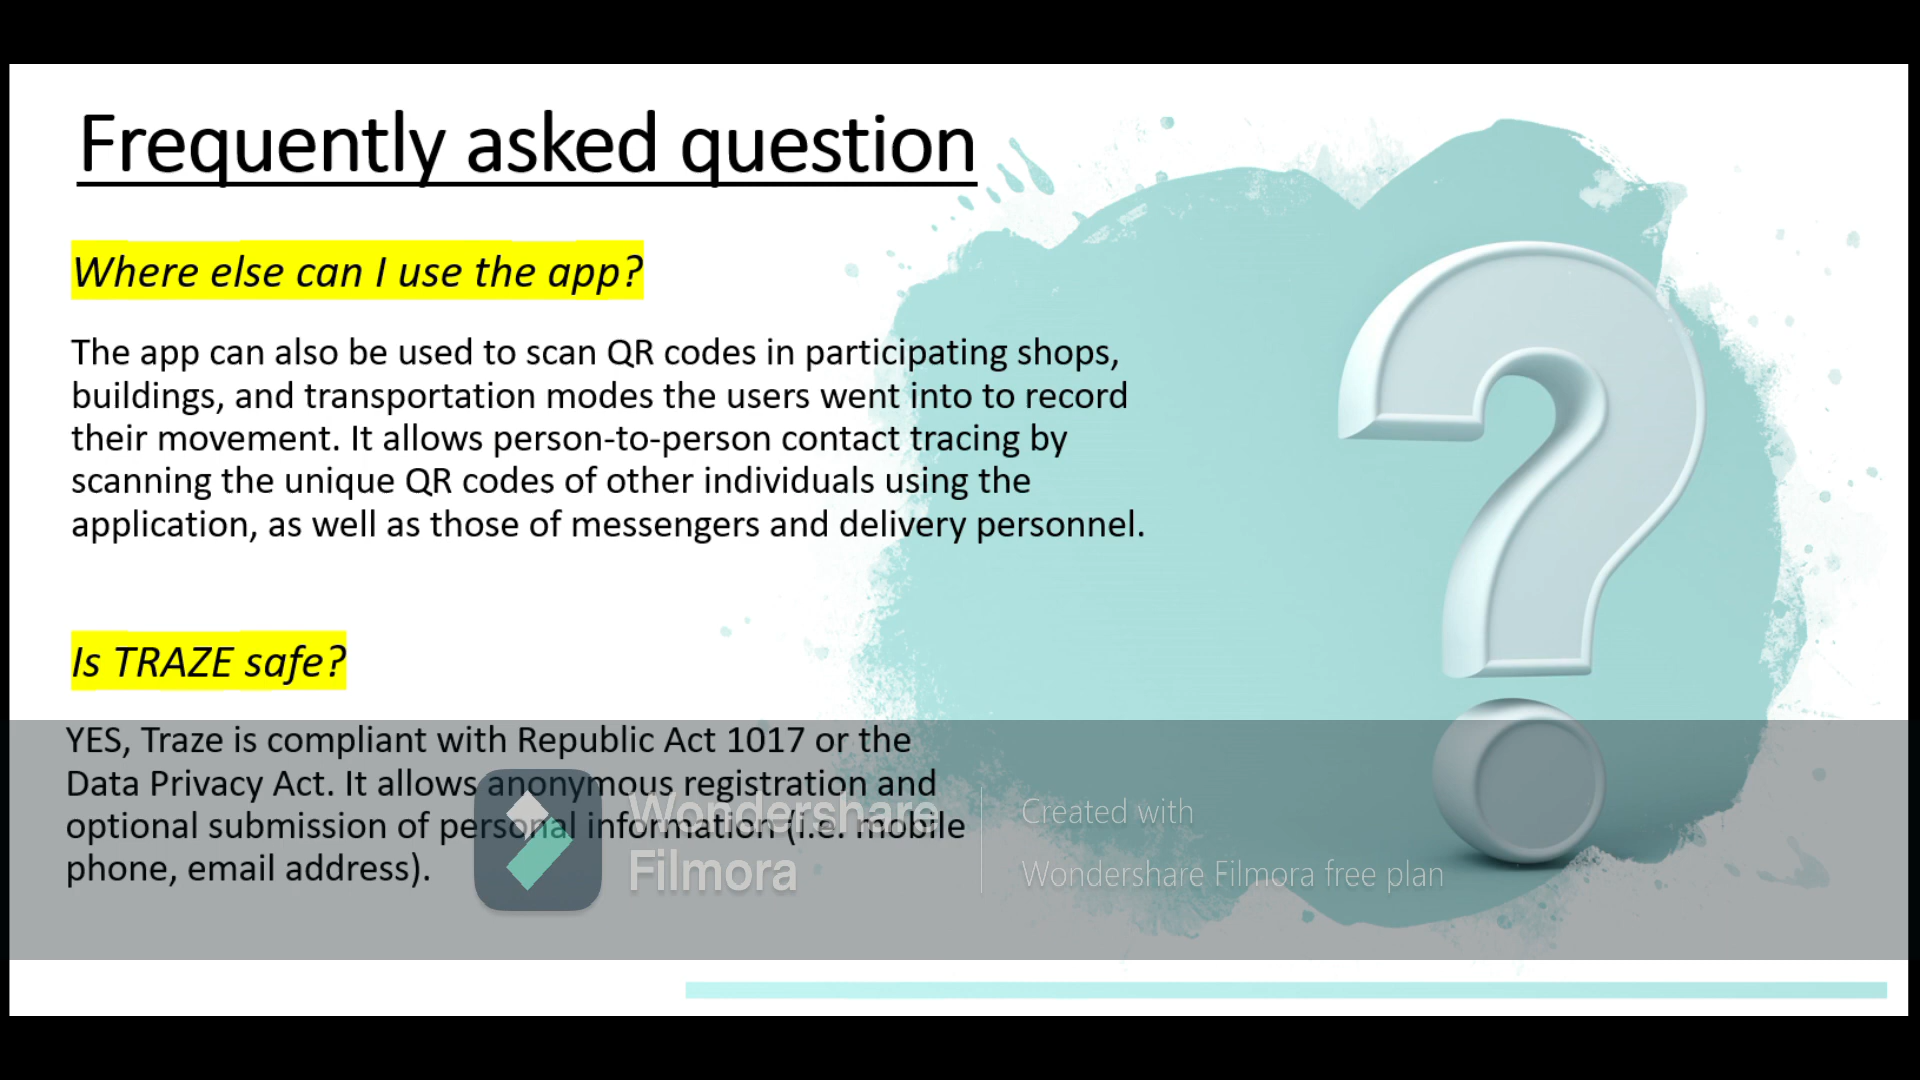 Frequently asked question
Where else can I use the app?
The app can also be used to scan QR codes in participating shops,
buildings, and transportation modes the users went into to record
their movement. It allows person-to-person contact tracing by
scanning the unique QR codes of other individuals using the
application, as well as those of messengers and delivery personnel.
Is TRAZE safe?
YES, Traze is compliant with Republic Act 1017 or the
Data Privacy Act. It allows anonymous registration and
optional submission of personal information (i.e. mobile
phone, email address).
Wondershare
Filmora
Created with
Wondershare Filmora free plan